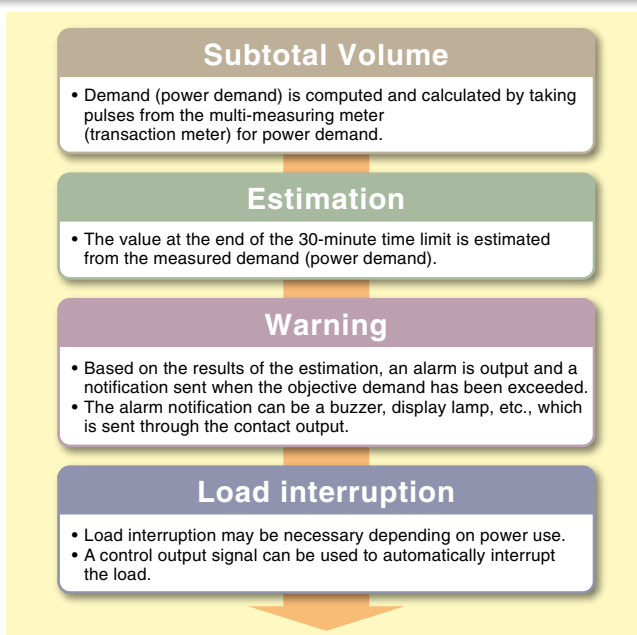 Subtotal Volume
• Demand (power demand) is computed and calculated by taking
pulses from the multi-measuring meter
(transaction meter) for power demand.
Estimation
• The value at the end of the 30-minute time limit is estimated
from the measured demand (power demand).
Warning
• Based on the results of the estimation, an alarm is output and a
notification sent when the objective demand has been exceeded.
• The alarm notification can be a buzzer, display lamp, etc., which
is sent through the contact output.
Load interruption
• Load interruption may be necessary depending on power use.
• A control output signal can be used to automatically interrupt
the load.